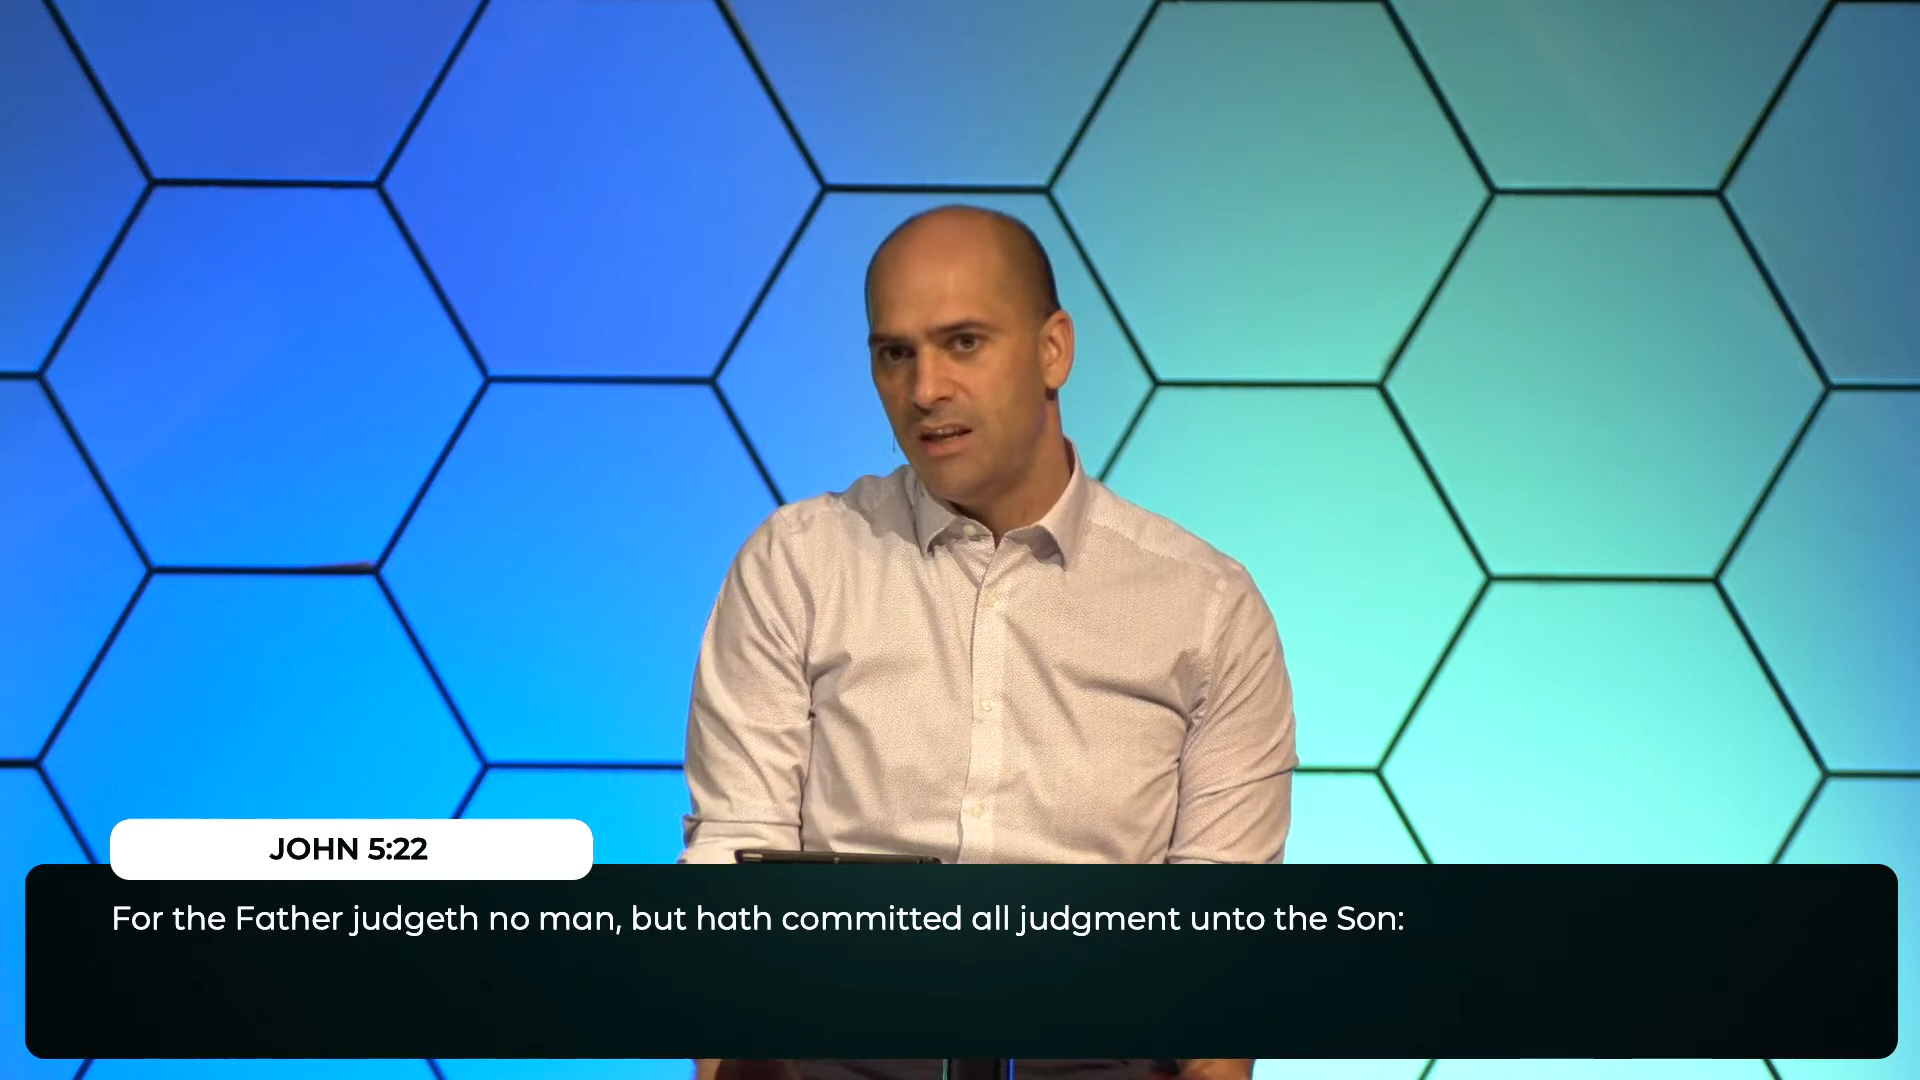 JOHN 5:22
For the Father judgeth no man, but hath committed all judgment unto the Son: